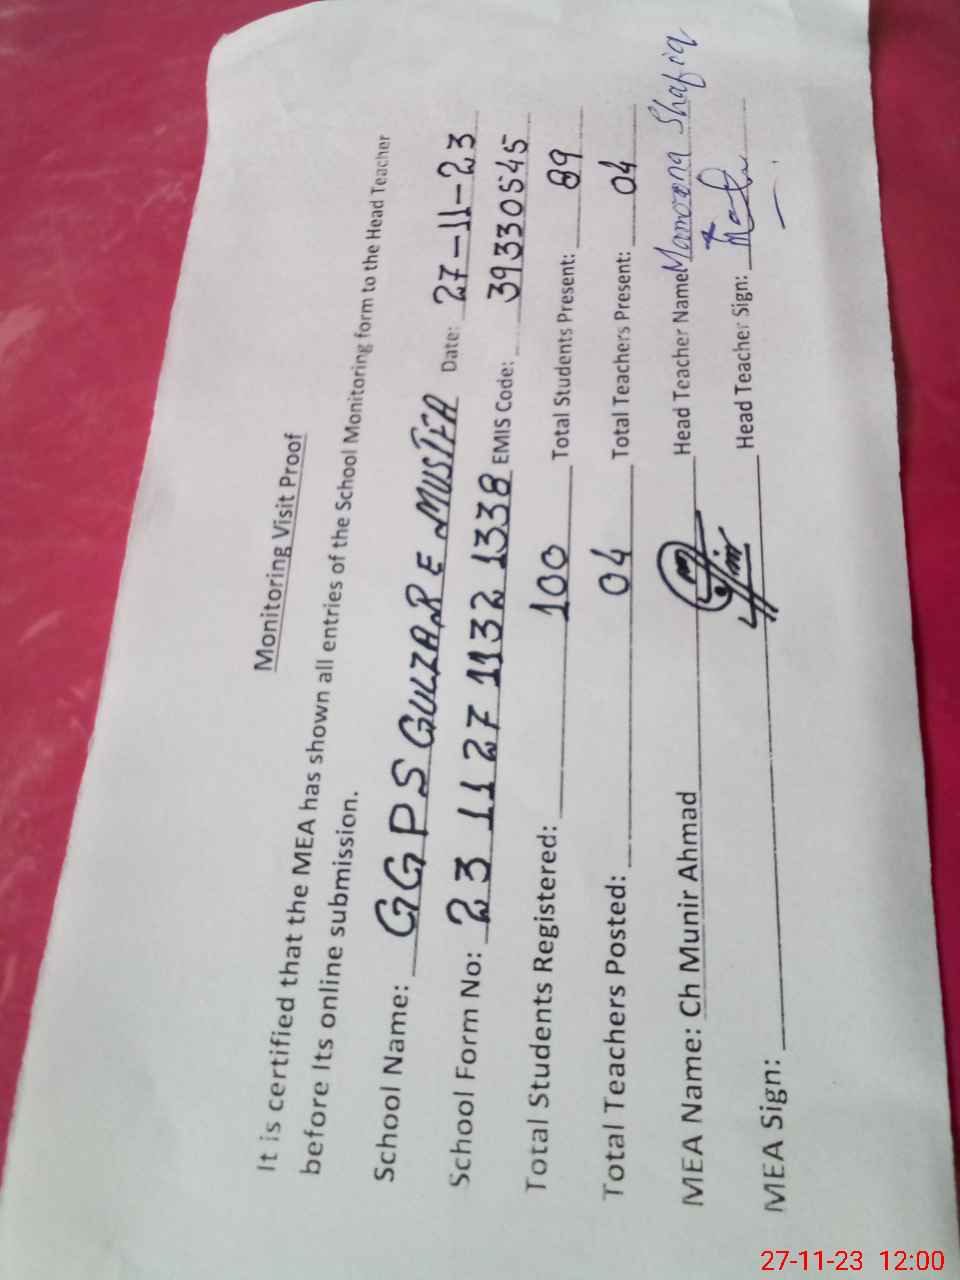 Monitoring Visit Proof
It is certified that the MEA has shown all entries of the School Monitoring form to the Head Teacher
before Its online submission.
School Name: GGPS GULZARE MUSTFA Date: 27-11-23
School Form No: 23 11 27 1132 1338 EMIS Code: 39330545
Total Students Registered: 100 Total Students Present: 89
Total Teachers Posted: 04 Total Teachers Present: 04
MEA Name: Ch Munir Ahmad Head Teacher Name Mamoona Shafiq
MEA Sign: Head Teacher Sign:
27-11-23 12:00